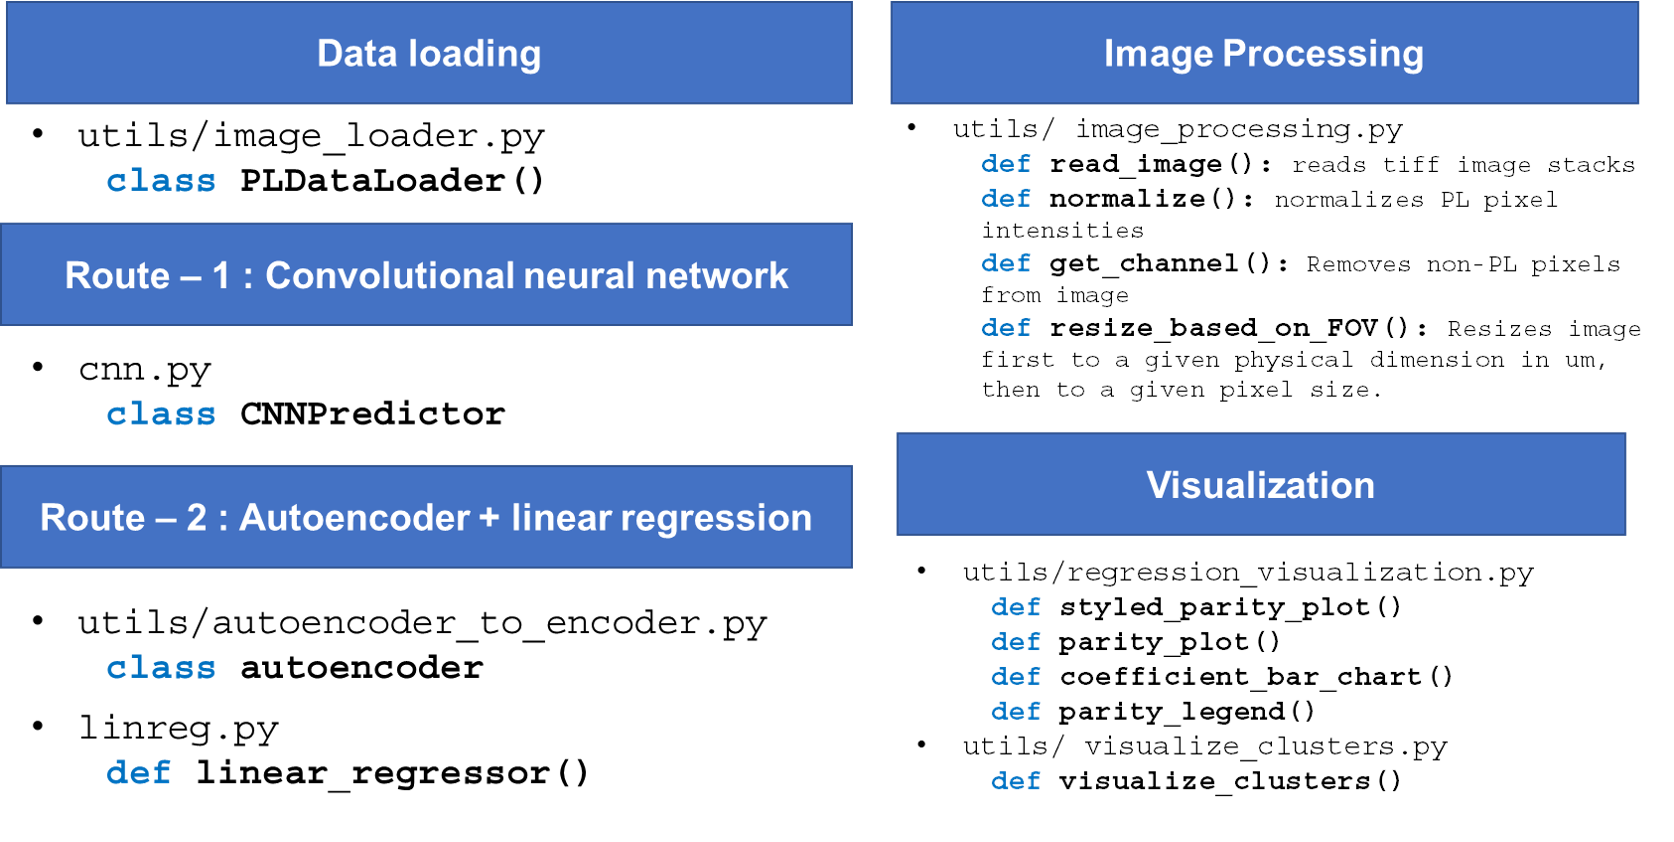 Data loading
• utils/image_loader.py
class PLDataLoader()
Route – 1 : Convolutional neural network
• cnn.py
class CNNPredictor
Route – 2 : Autoencoder + linear regression
• utils/autoencoder_to_encoder.py
class autoencoder
• linreg.py
def linear_regressor()
Image Processing
• utils/ image_processing.py
def read_image(): reads tiff image stacks
def normalize(): normalizes PL pixel
intensities
def get_channel(): Removes non-PL pixels
from image
def resize_based_on_FOV(): Resizes image
first to a given physical dimension in um,
then to a given pixel size.
Visualization
• utils/regression_visualization.py
def styled_parity_plot()
def parity_plot()
def coefficient_bar_chart()
def parity_legend()
• utils/ visualize_clusters.py
def visualize_clusters()